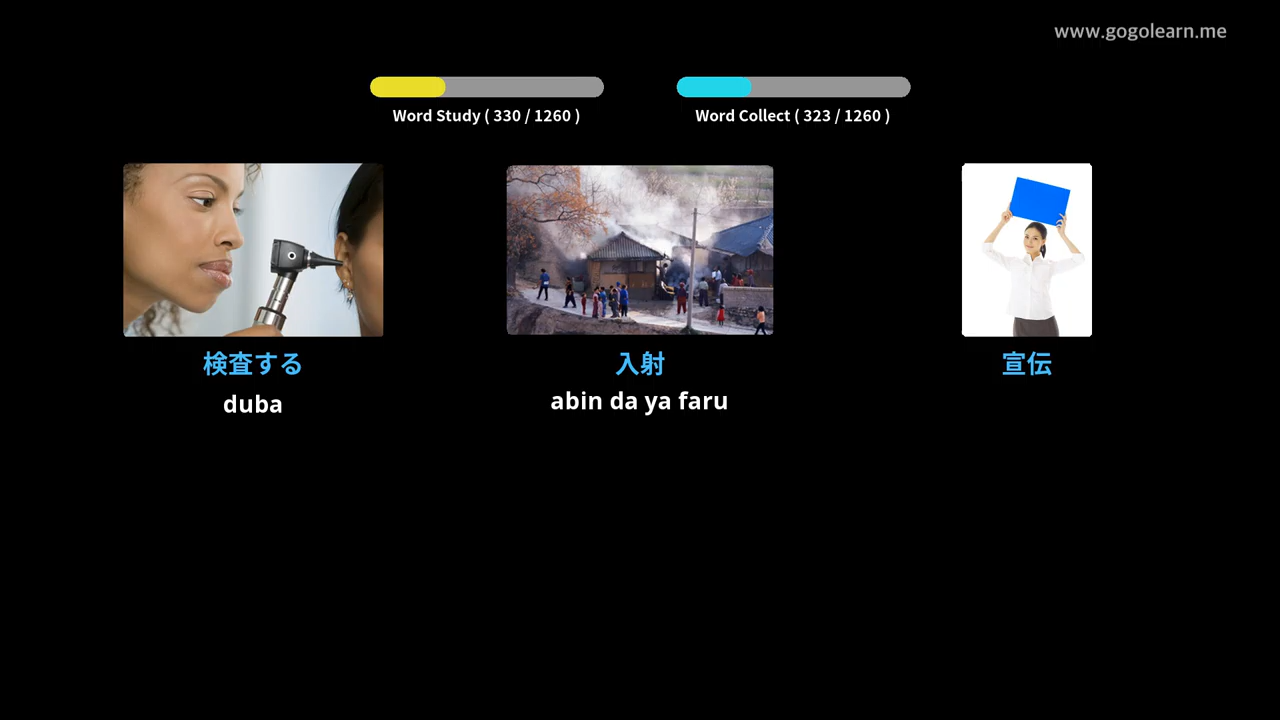 www.gogolearn.me
Word Study ( 330 / 1260 )
Word Collect ( 323 / 1260 )
検査する
duba
入射
abin da ya faru
宣伝